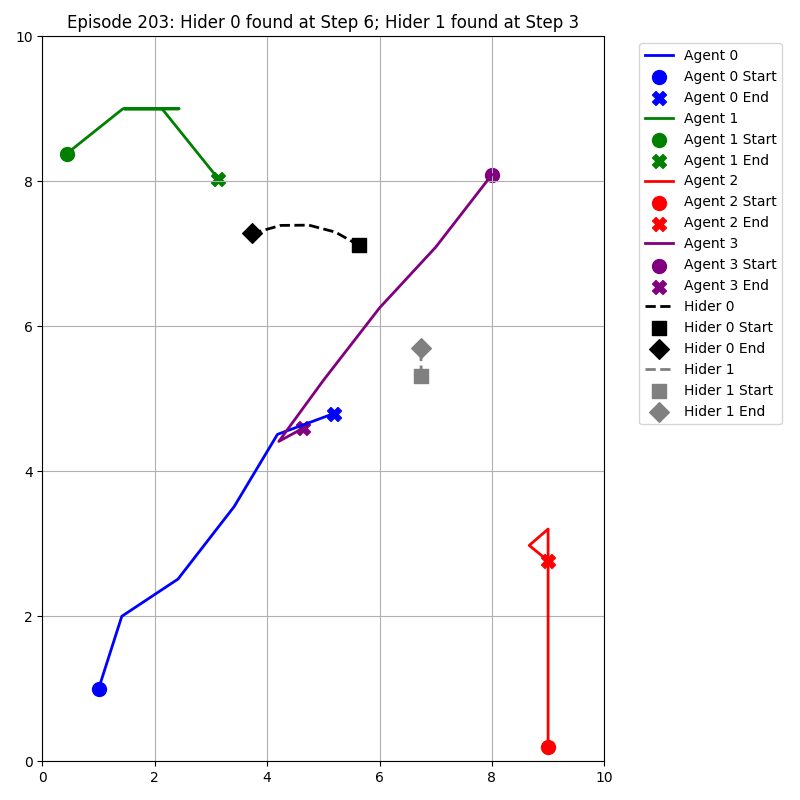 Episode 203: Hider 0 found at Step 6; Hider 1 found at Step 3
10
8
6
4
2
0
0
2
4
6
8
10
Agent 0
Agent 0 Start
Agent 0 End
Agent 1
Agent 1 Start
Agent 1 End
Agent 2
Agent 2 Start
Agent 2 End
Agent 3
Agent 3 Start
Agent 3 End
Hider 0
Hider 0 Start
Hider 0 End
Hider 1
Hider 1 Start
Hider 1 End